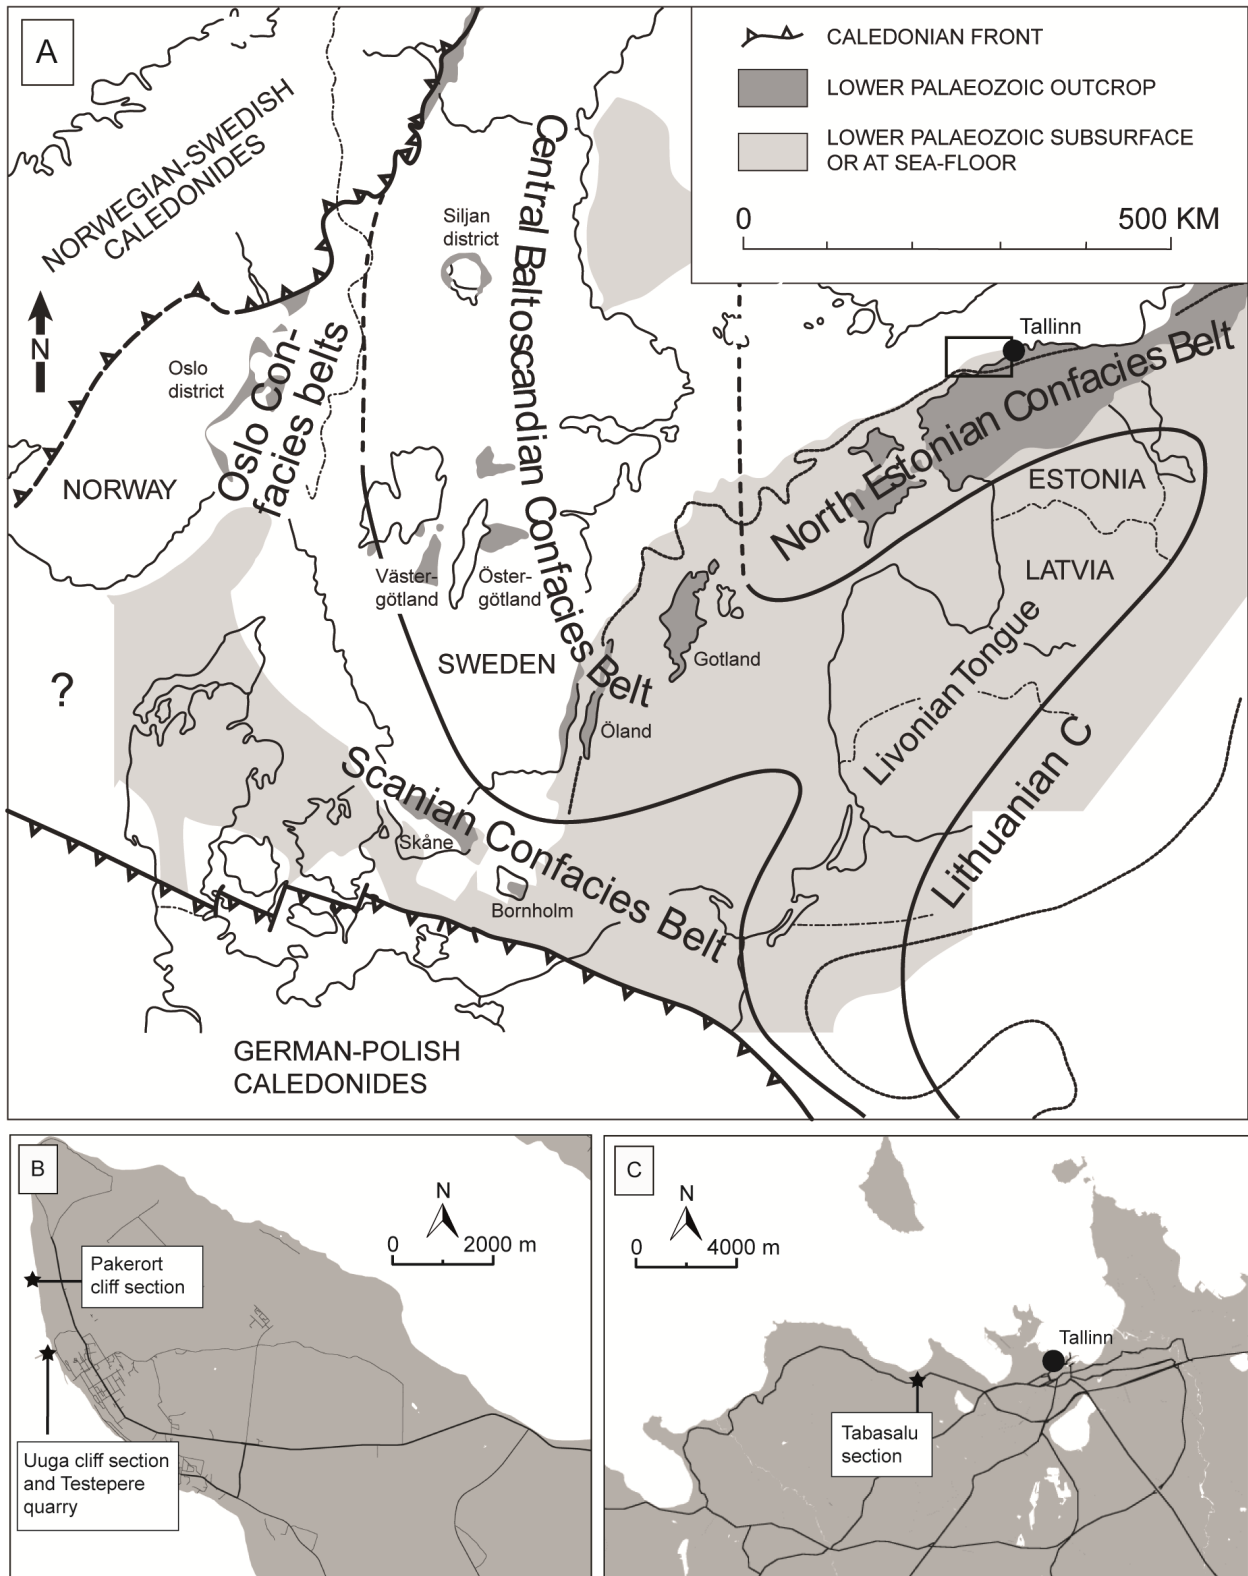 A
CALEDONIAN FRONT
LOWER PALAEOZOIC OUTCROP
LOWER PALAEOZOIC SUBSURFACE
OR AT SEA-FLOOR
0
500 KM
NORWEGIAN-SWEDISH
CALEDONIDES
Central Baltoscandian Confacies Belt
Siljan
district
N
Oslo
district
Oslo Con-
facies belts
Tallinn
North Estonian Confacies Belt
NORWAY
ESTONIA
Väster-
götland
Öster-
götland
LATVIA
SWEDEN
Gotland
?
Öland
Livonian Tongue
Lithuanian C
Scanian Confacies Belt
Skåne
Bornholm
GERMAN-POLISH
CALEDONIDES
B
N
0
2000 m
Pakerort
cliff section
Uuga cliff section
and Testepere
quarry
C
N
0
4000 m
Tallinn
Tabasalu
section